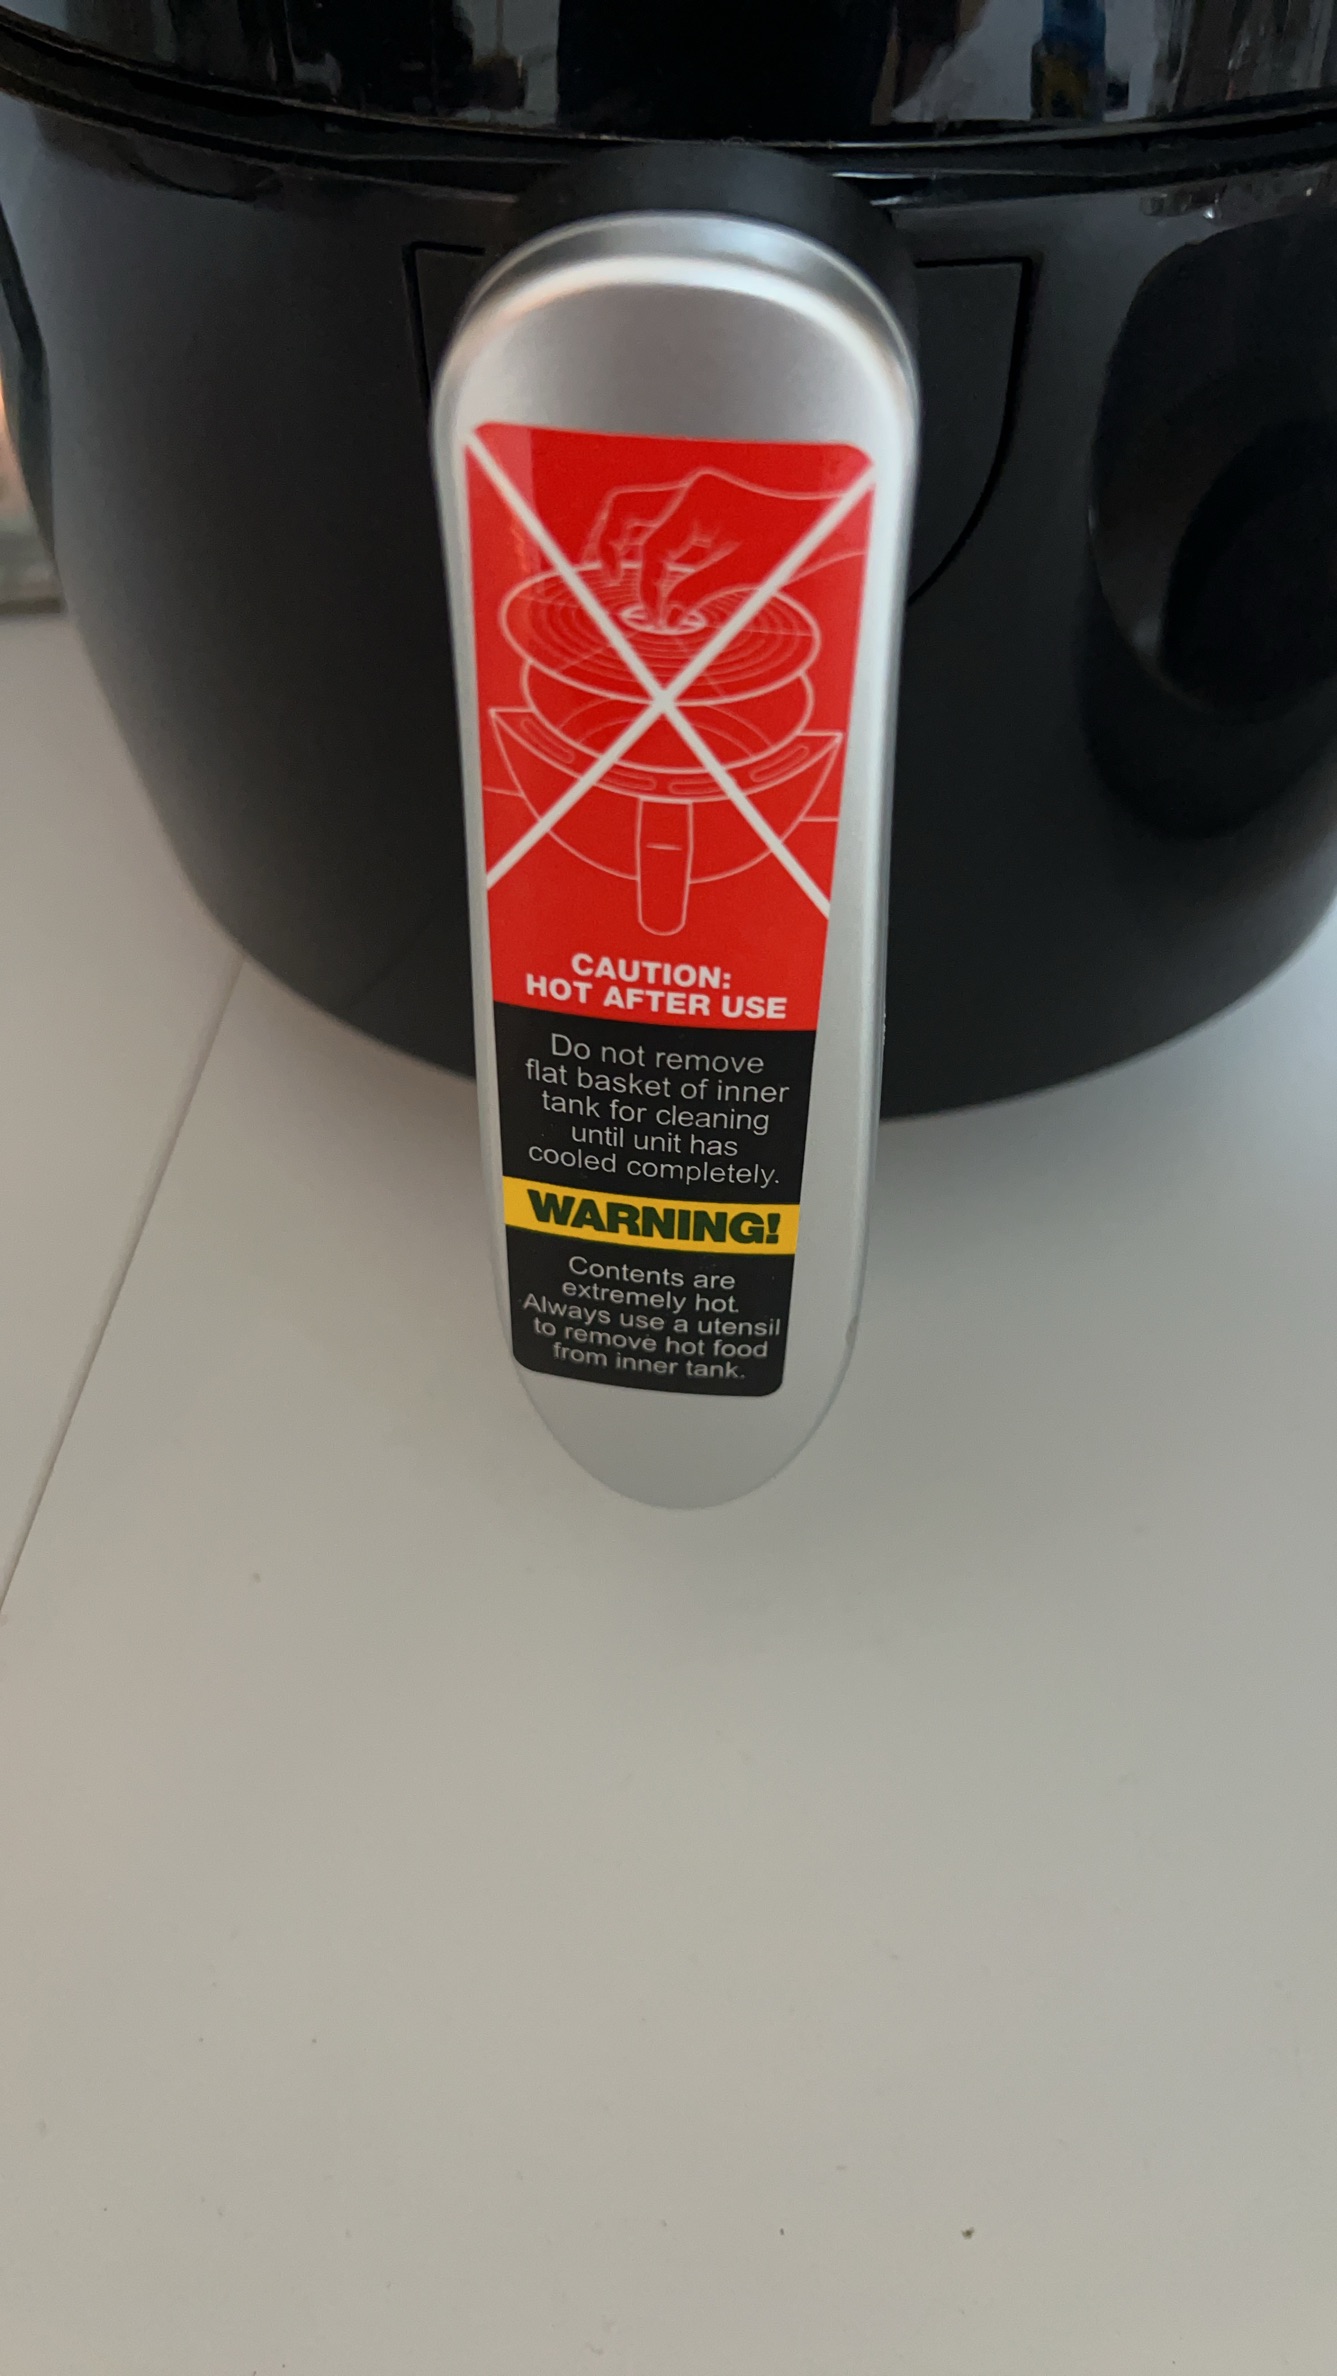 CAUTION:
HOT AFTER USE
Do not remove
flat basket of inner
tank for cleaning
until unit has
cooled completely.
WARNING!
Contents are
extremely hot.
Always use a utensil
to remove hot food
from inner tank.